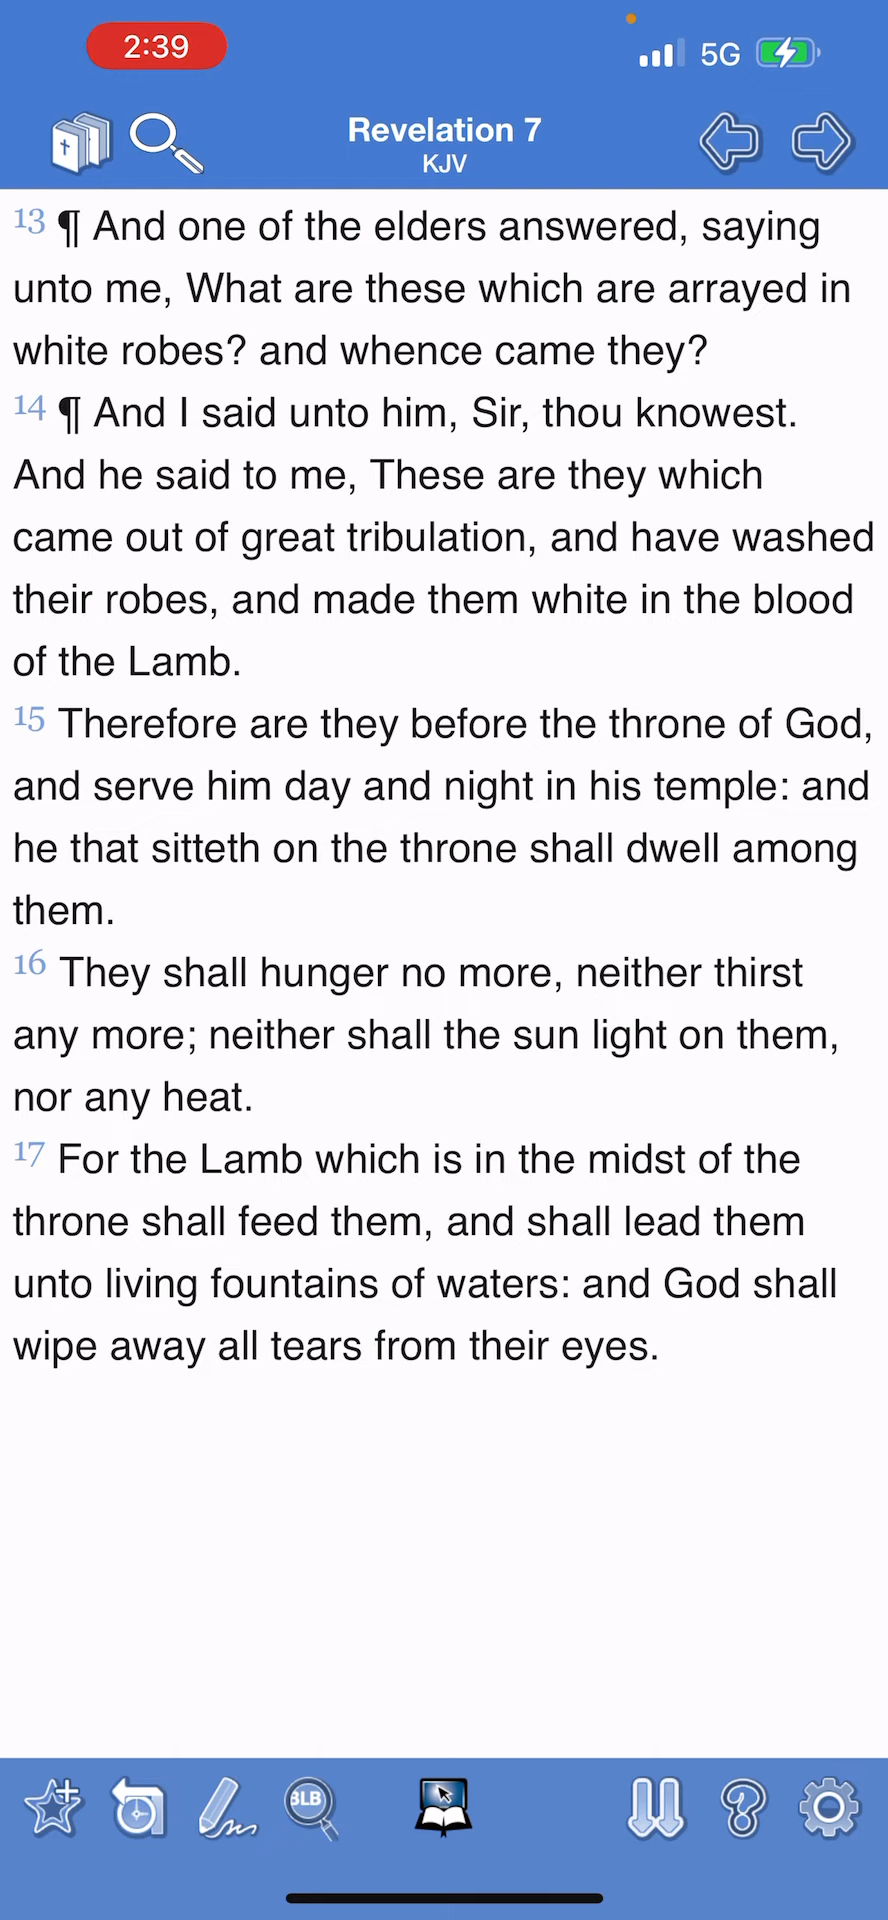 2:39
5G
Revelation 7
KJV
13 ¶ And one of the elders answered, saying
unto me, What are these which are arrayed in
white robes? and whence came they?
14 ¶ And I said unto him, Sir, thou knowest.
And he said to me, These are they which
came out of great tribulation, and have washed
their robes, and made them white in the blood
of the Lamb.
15 Therefore are they before the throne of God,
and serve him day and night in his temple: and
he that sitteth on the throne shall dwell among
them.
16 They shall hunger no more, neither thirst
any more; neither shall the sun light on them,
nor any heat.
17 For the Lamb which is in the midst of the
throne shall feed them, and shall lead them
unto living fountains of waters: and God shall
wipe away all tears from their eyes.
BLB